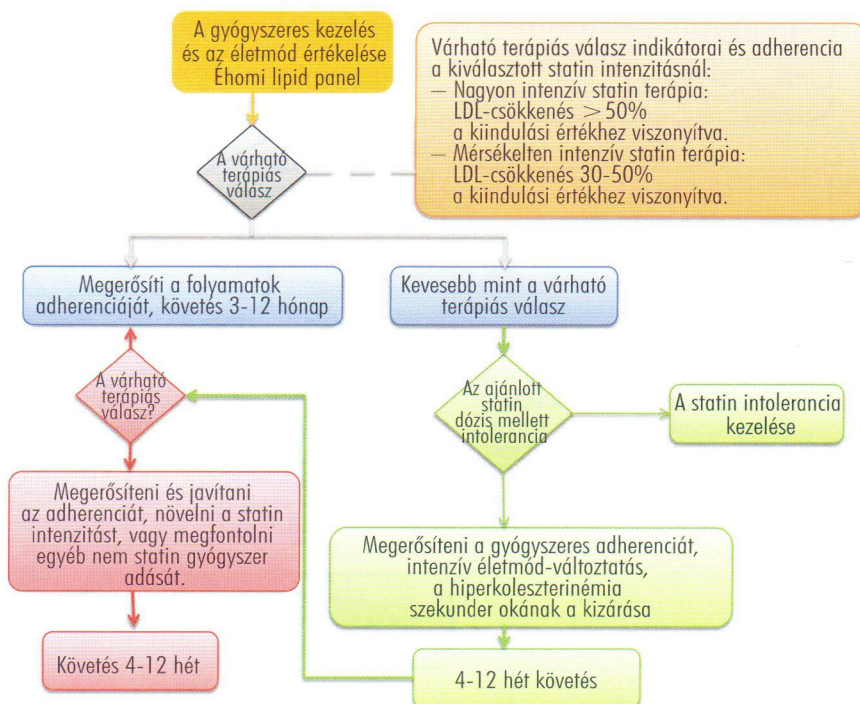 A gyógyszeres kezelés
és az életmód értékelése
Éhomi lipid panel
Várható terápiás válasz indikátorai és adherencia
a kiválasztott statin intenzitásnál:
– Nagyon intenzív statin terápia:
LDL-csökkenés > 50%
a kiindulási értékhez viszonyítva.
– Mérsékelten intenzív statin terápia:
LDL-csökkenés 30-50%
a kiindulási értékhez viszonyítva.
A várható
terápiás
válasz
Megerősíti a folyamatok
adherenciáját, követés 3-12 hónap
Kevesebb mint a várható
terápiás válasz
A várható
terápiás
válasz?
Az ajánlott
statin
dózis mellett
intolerancia
A statin intolerancia
kezelése
Megerősíteni és javítani
az adherenciát, növelni a statin
intenzitást, vagy megfontolni
egyéb nem statin gyógyszer
adását.
Megerősíteni a gyógyszeres adherenciát,
intenzív életmód-változtatás,
a hiperkoleszterinémia
szekunder okának a kizárása
Követés 4-12 hét
4-12 hét követés